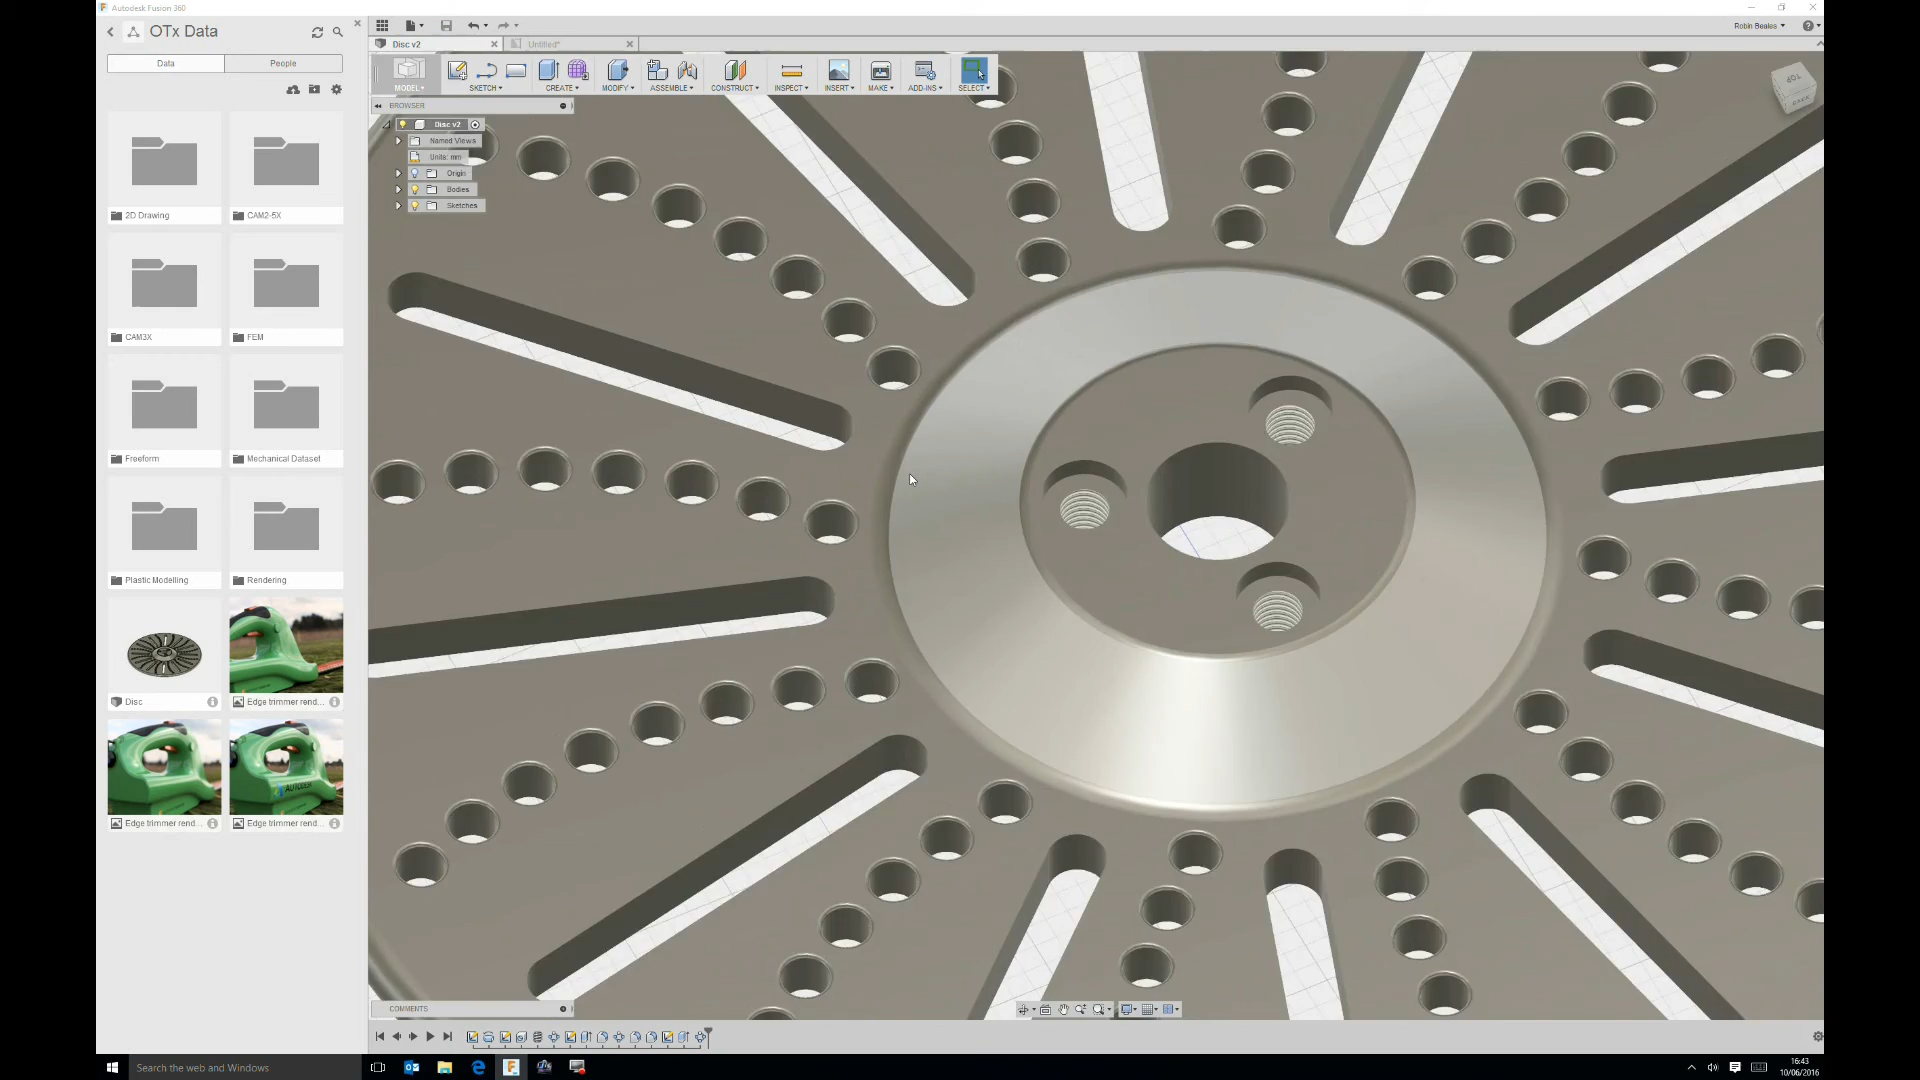 Autodesk Fusion 360
OTx Data
Data
People
2D Drawing
CAM2-5X
CAM3X
FEM
Freeform
Mechanical Dataset
Plastic Modelling
Rendering
Disc
Edge trimmer rend...
Edge trimmer rend...
Edge trimmer rend...
AUTODESK
Robin Beales
Disc v2
Untitled*
MODEL
SKETCH
CREATE
MODIFY
ASSEMBLE
CONSTRUCT
INSPECT
INSERT
MAKE
ADD-INS
SELECT
BROWSER
Disc v2
Named Views
Units: mm
Origin
Bodies
Sketches
TOP
BACK
COMMENTS
Search the web and Windows
16:43
10/06/2016